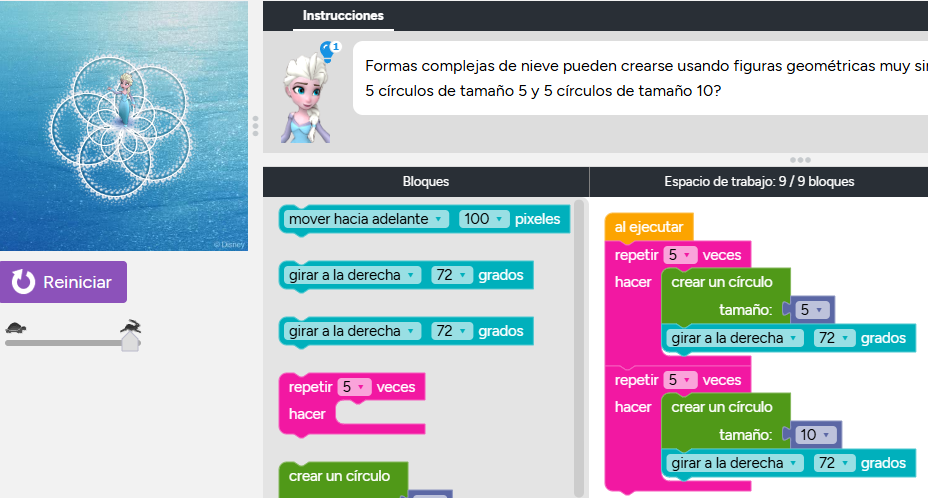 Instrucciones
1
Formas complejas de nieve pueden crearse usando figuras geométricas muy
5 círculos de tamaño 5 y 5 círculos de tamaño 10?
© Disney
Reiniciar
Bloques
mover hacia adelante 100 pixeles
girar a la derecha 72 grados
girar a la derecha 72 grados
repetir 5 veces
hacer
crear un círculo
Espacio de trabajo: 9 / 9 bloques
al ejecutar
repetir 5 veces
hacer crear un círculo
tamaño: 5
girar a la derecha 72 grados
repetir 5 veces
hacer crear un círculo
tamaño: 10
girar a la derecha 72 grados